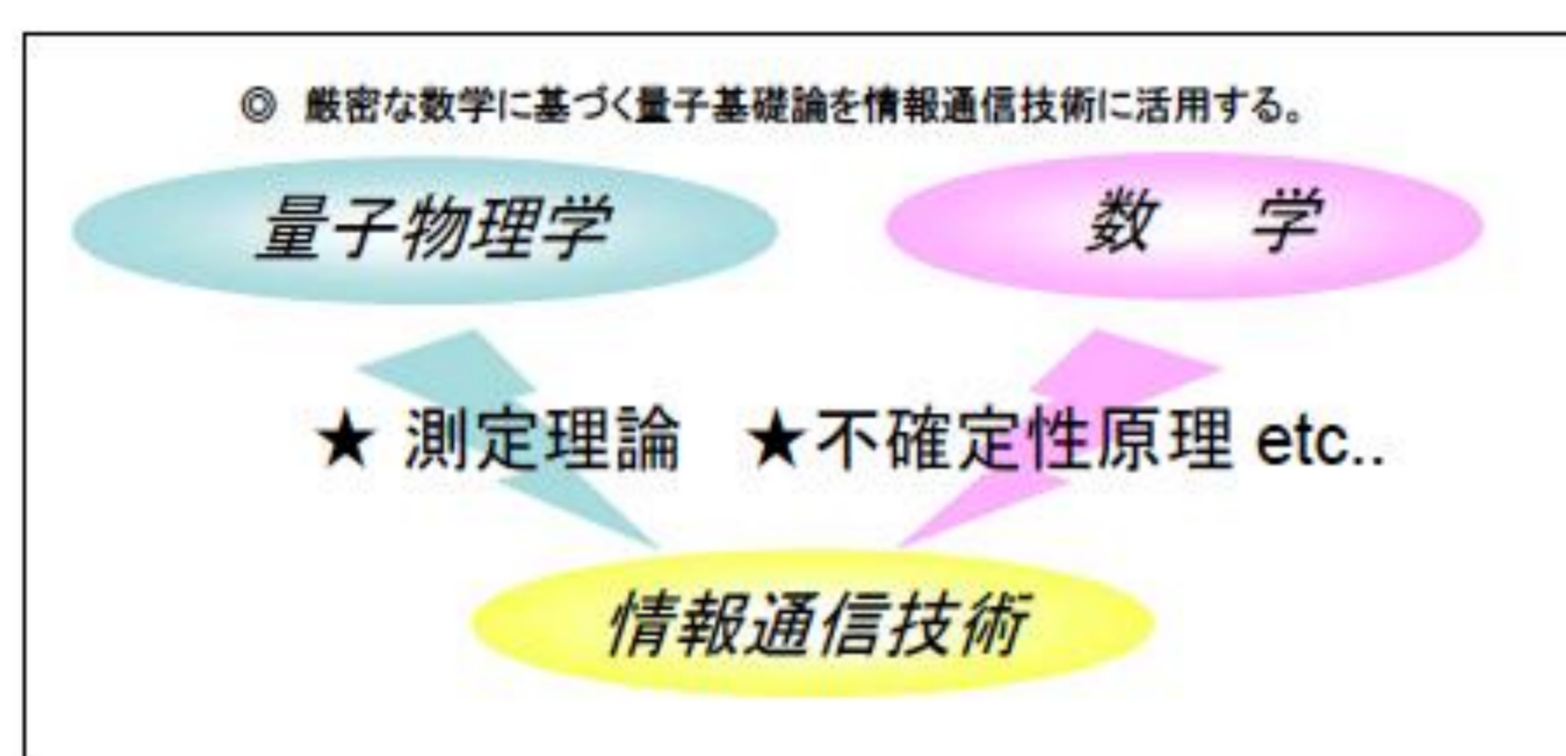 ◎ 厳密な数学に基づく量子基礎論を情報通信技術に活用する。
量子物理学
数 学
★ 測定理論 ★不確定性原理 etc..
情報通信技術